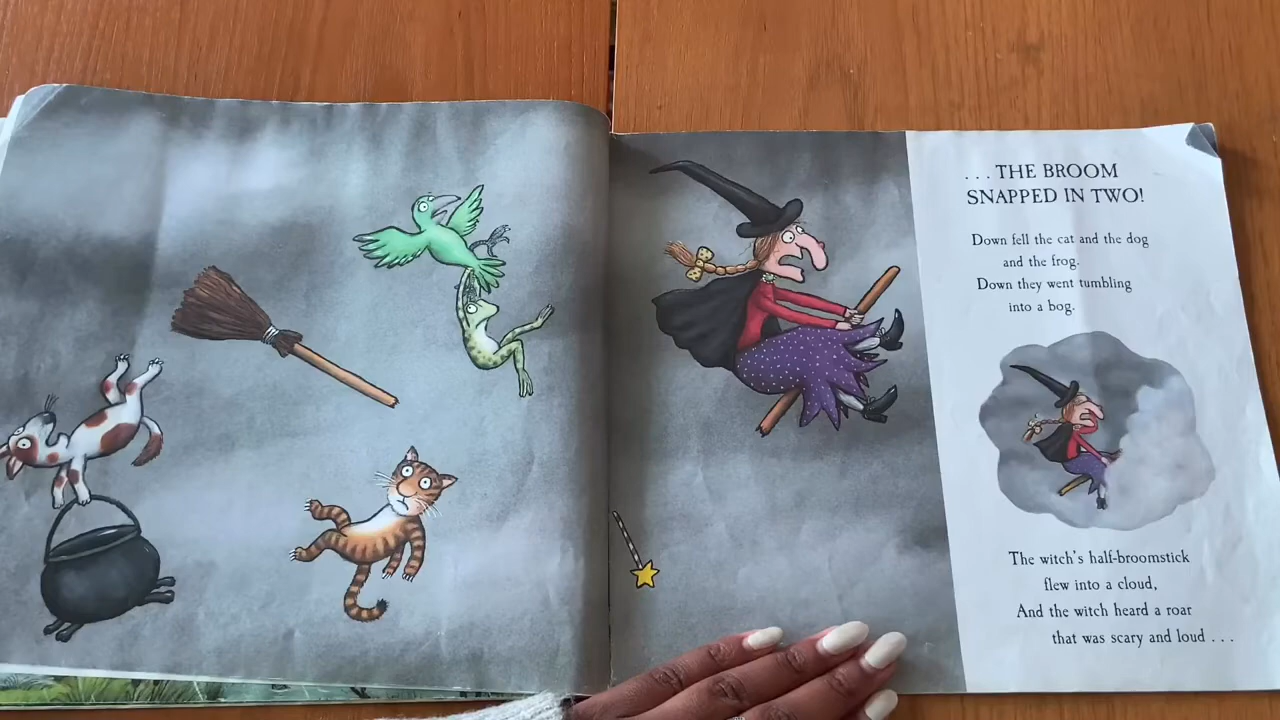 ... THE BROOM
SNAPPED IN TWO!
Down fell the cat and the dog
and the frog.
Down they went tumbling
into a bog.
The witch's half-broomstick
flew into a cloud,
And the witch heard a roar
that was scary and loud ...